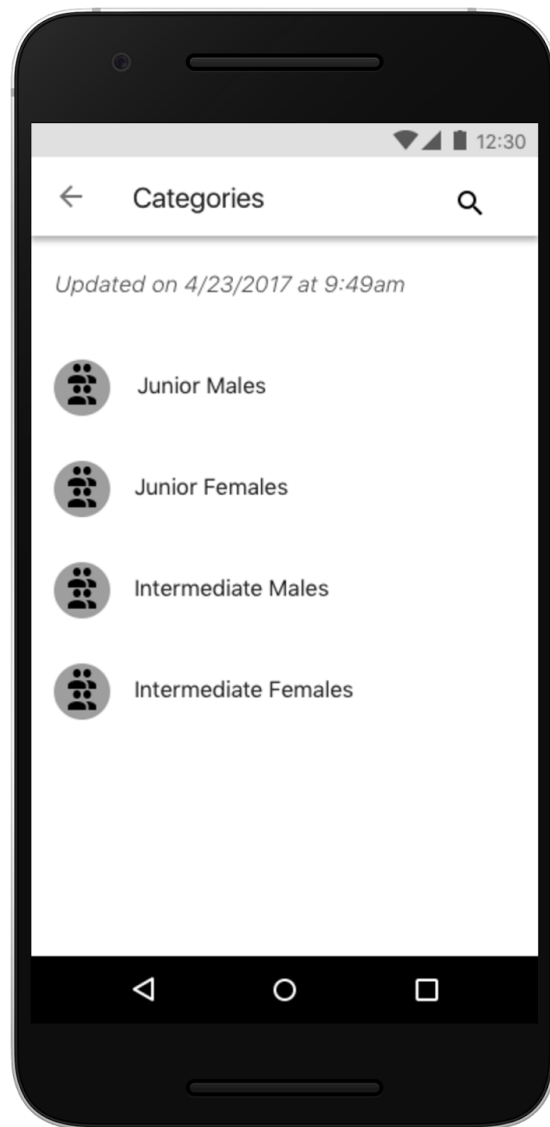 12:30
Categories
Updated on 4/23/2017 at 9:49am
Junior Males
Junior Females
Intermediate Males
Intermediate Females